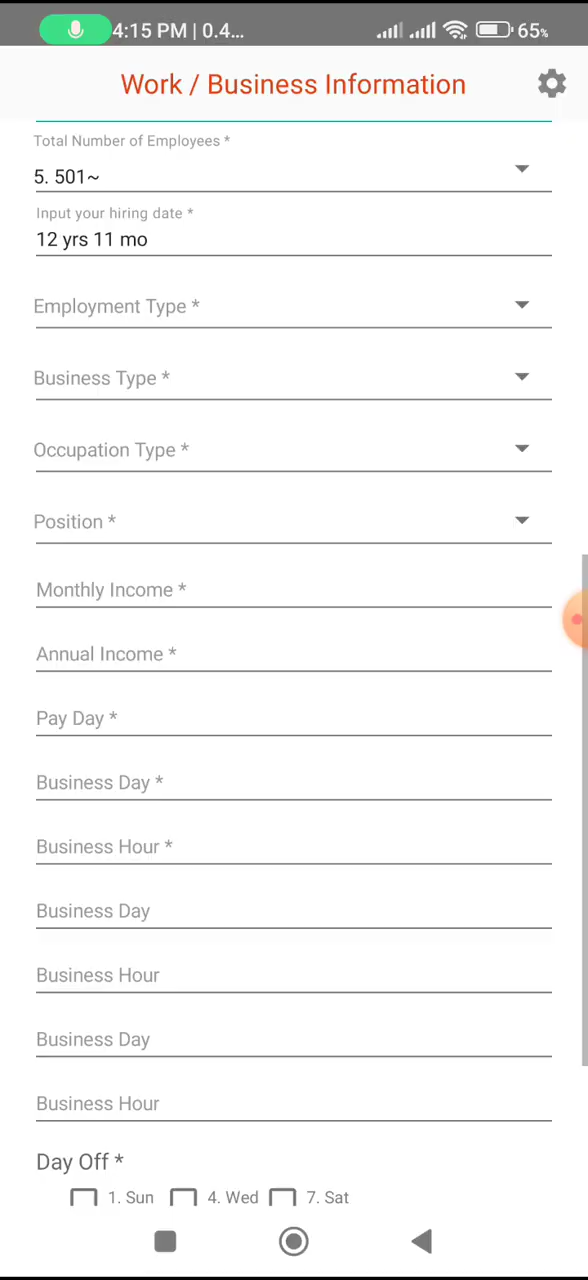 4:15 PM | 0.4...
65%
Work / Business Information
Total Number of Employees *
5. 501~
Input your hiring date *
12 yrs 11 mo
Employment Type *
Business Type *
Occupation Type *
Position *
Monthly Income *
Annual Income *
Pay Day *
Business Day *
Business Hour *
Business Day
Business Hour
Business Day
Business Hour
Day Off *
1. Sun 4. Wed 7. Sat